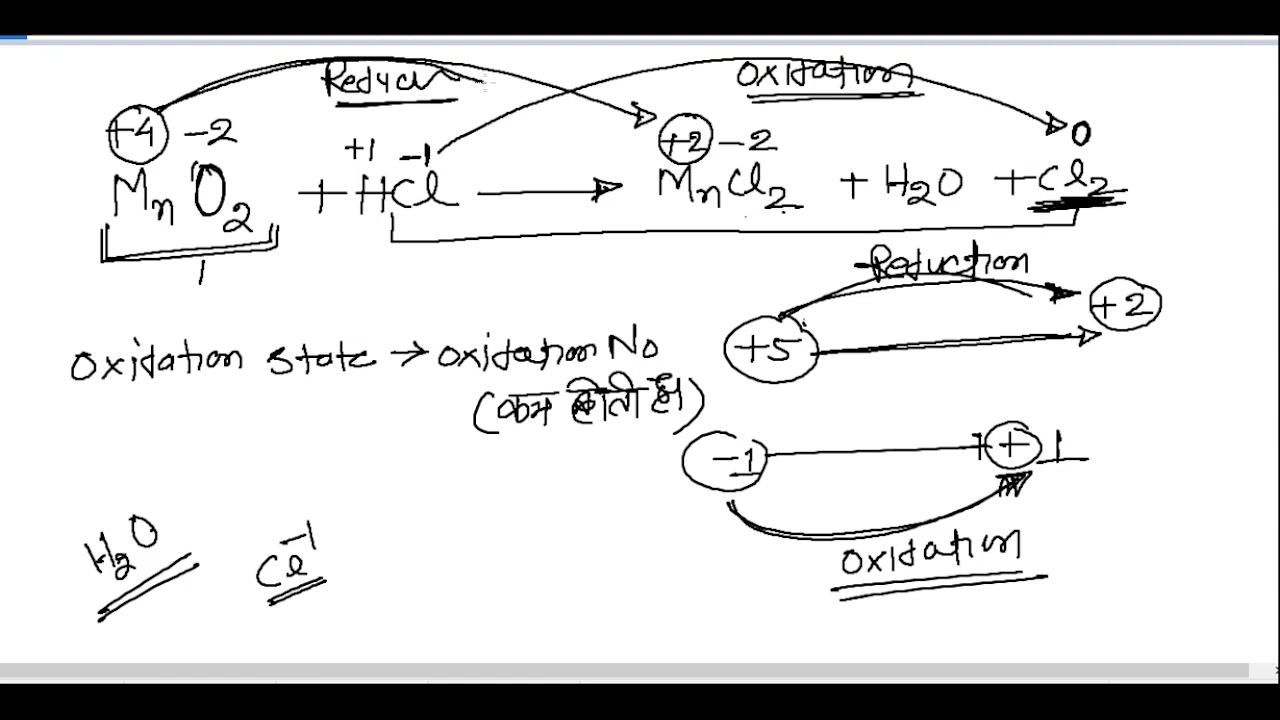 Reducn Oxidation
+4 -2 +1 -1 +2 -2 0
MnO2 + HCl → MnCl2 + H2O + Cl2
1
Reduction
+5 +2
Oxidation state → Oxidation No
(कम होती है)
-1 + 1
Oxidation
H2O Cl-1